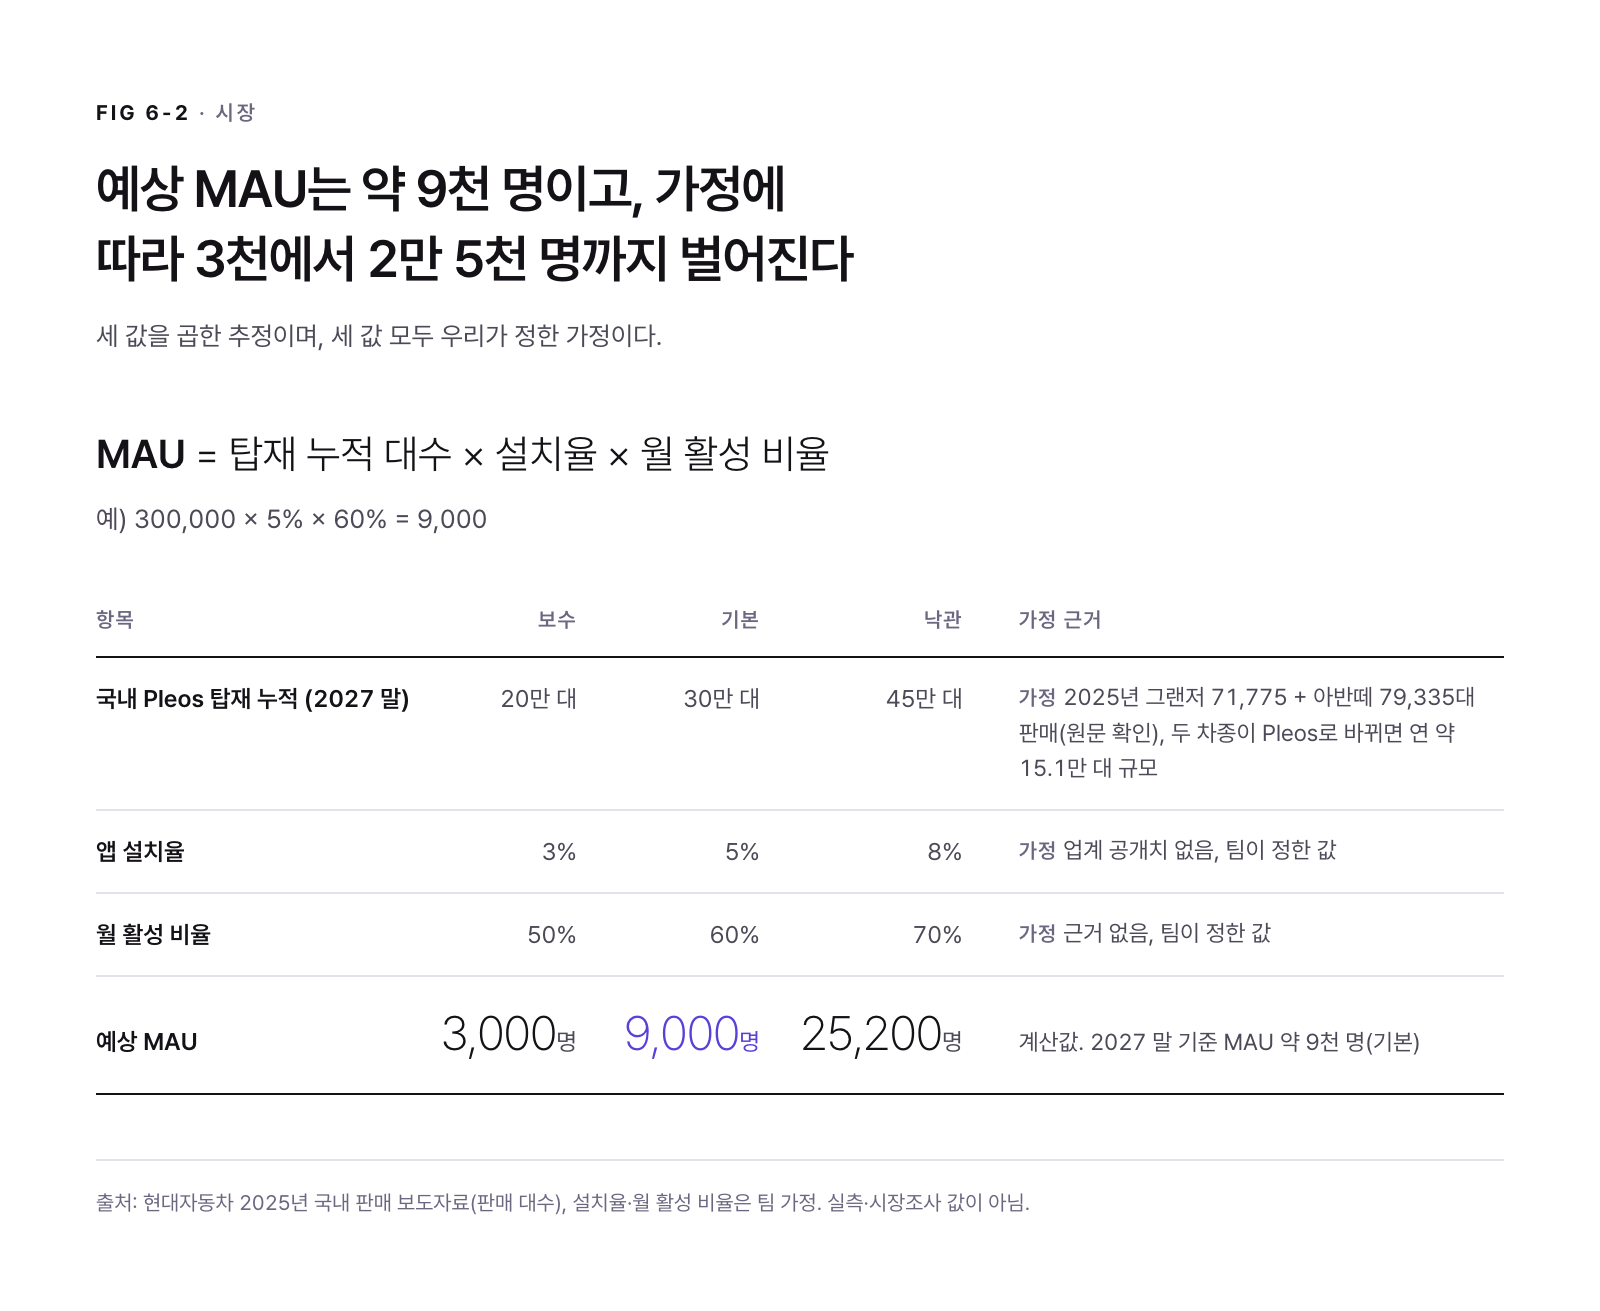 FIG 6-2 · 시장
예상 MAU는 약 9천 명이고, 가정에
따라 3천에서 2만 5천 명까지 벌어진다
세 값을 곱한 추정이며, 세 값 모두 우리가 정한 가정이다.
MAU = 탑재 누적 대수 × 설치율 × 월 활성 비율
예) 300,000 × 5% × 60% = 9,000
항목 보수 기본 낙관 가정 근거
국내 Pleos 탑재 누적 (2027 말) 20만 대 30만 대 45만 대 가정 2025년 그랜저 71,775 + 아반떼 79,335대
판매(원문 확인), 두 차종이 Pleos로 바뀌면 연 약
15.1만 대 규모
앱 설치율 3% 5% 8% 가정 업계 공개치 없음, 팀이 정한 값
월 활성 비율 50% 60% 70% 가정 근거 없음, 팀이 정한 값
예상 MAU 3,000명 9,000명 25,200명 계산값. 2027 말 기준 MAU 약 9천 명(기본)
출처: 현대자동차 2025년 국내 판매 보도자료(판매 대수), 설치율·월 활성 비율은 팀 가정. 실측·시장조사 값이 아님.